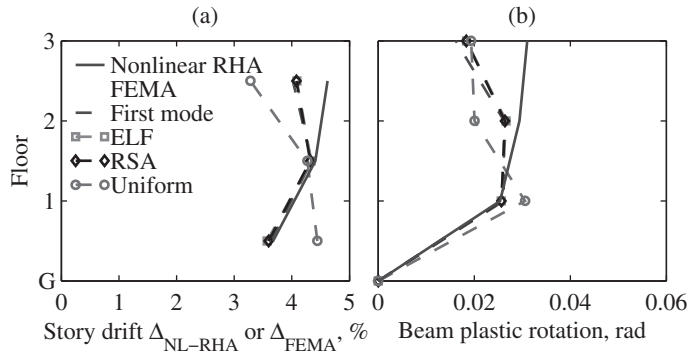 (a)
(b)
3
2
1
G
Floor
Nonlinear RHA
FEMA
First mode
ELF
RSA
Uniform
0 1 2 3 4 5
0 0.02 0.04 0.06
Story drift Δ_NL−RHA or Δ_FEMA, %
Beam plastic rotation, rad